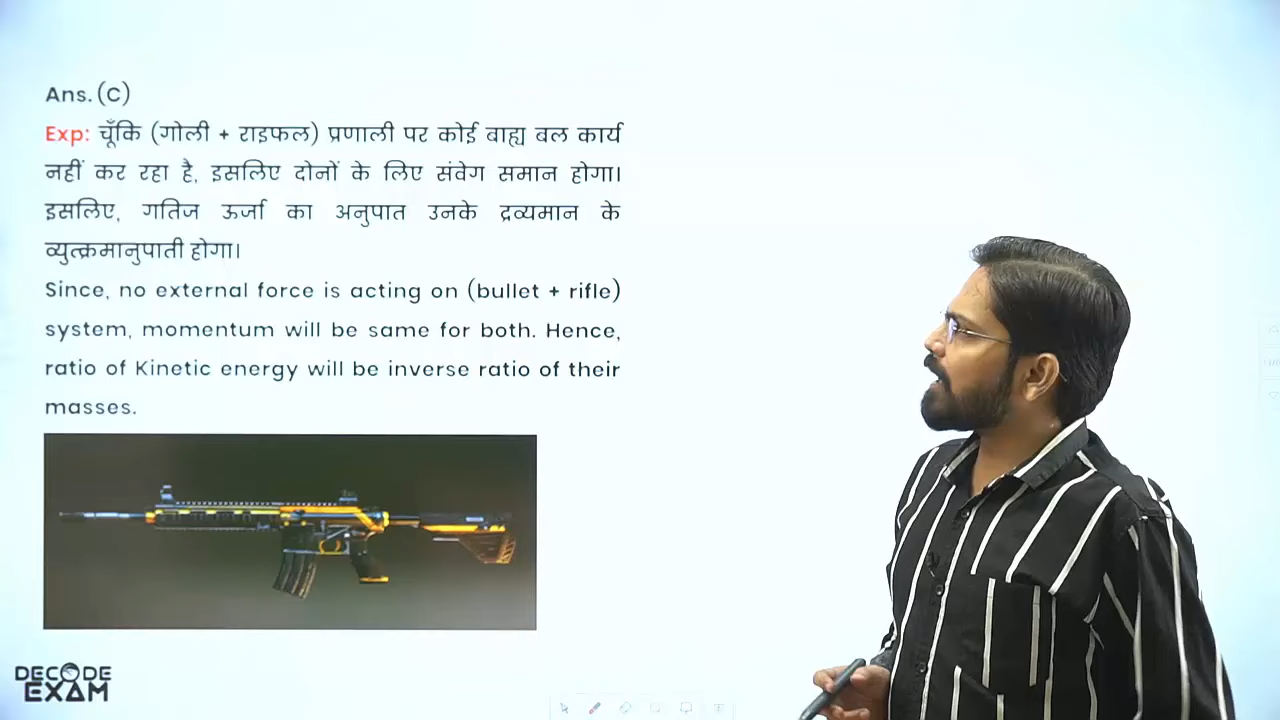 Ans. (C)
Exp: चूँकि (गोली + राइफल) प्रणाली पर कोई बाह्य बल कार्य
नहीं कर रहा है, इसलिए दोनों के लिए संवेग समान होगा।
इसलिए, गतिज ऊर्जा का अनुपात उनके द्रव्यमान के
व्युत्क्रमानुपाती होगा।
Since, no external force is acting on (bullet + rifle)
system, momentum will be same for both. Hence,
ratio of Kinetic energy will be inverse ratio of their
masses.
DECODE
EXAM